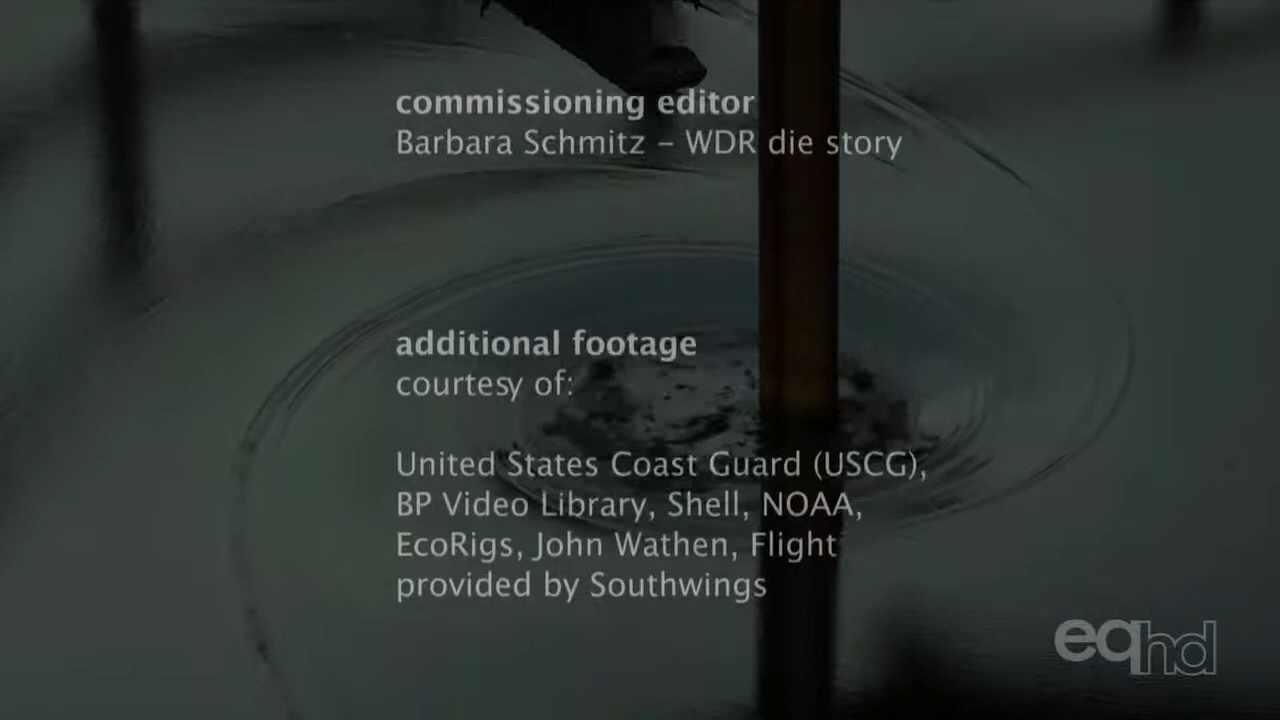 commissioning editor
Barbara Schmitz – WDR die story
additional footage
courtesy of:
United States Coast Guard (USCG),
BP Video Library, Shell, NOAA,
EcoRigs, John Wathen, Flight
provided by Southwings
eqhd